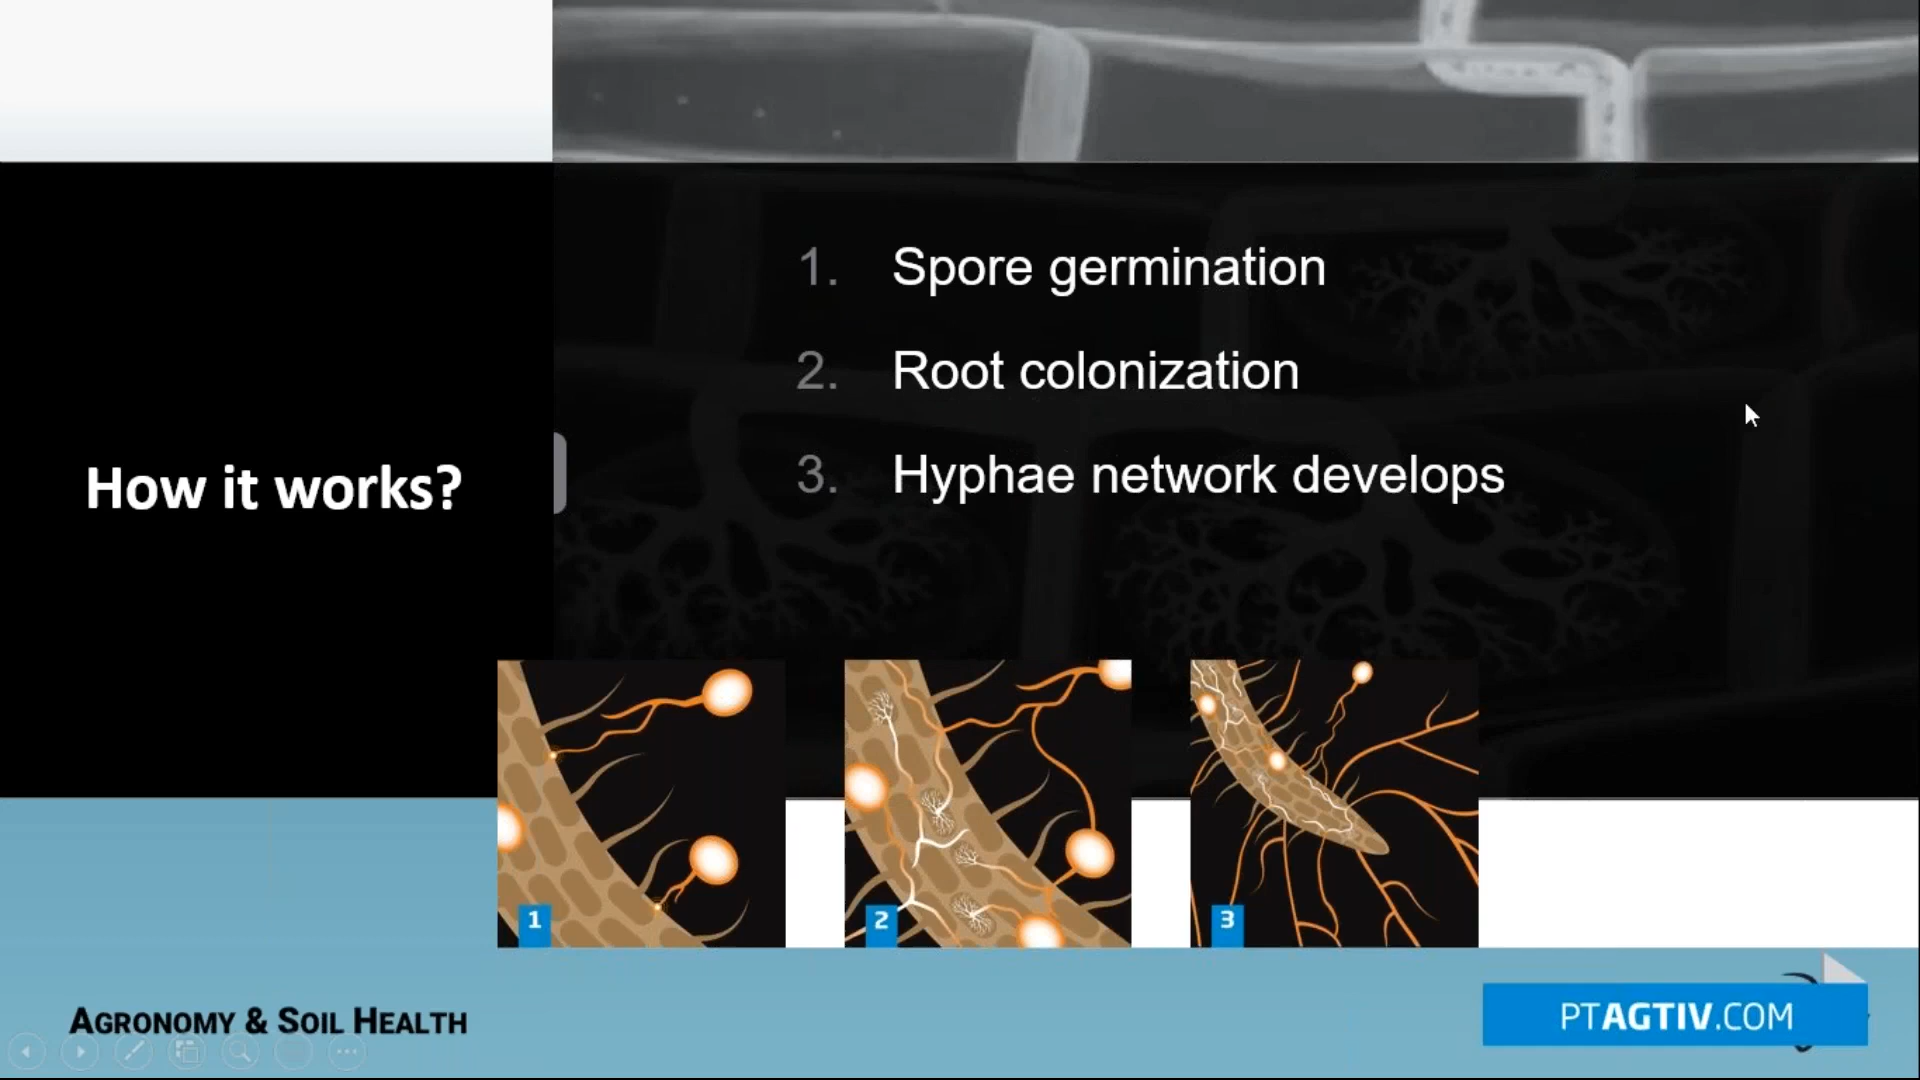 1. Spore germination
2. Root colonization
3. Hyphae network develops
How it works?
1
2
3
AGRONOMY & SOIL HEALTH
PTAGTIV.COM